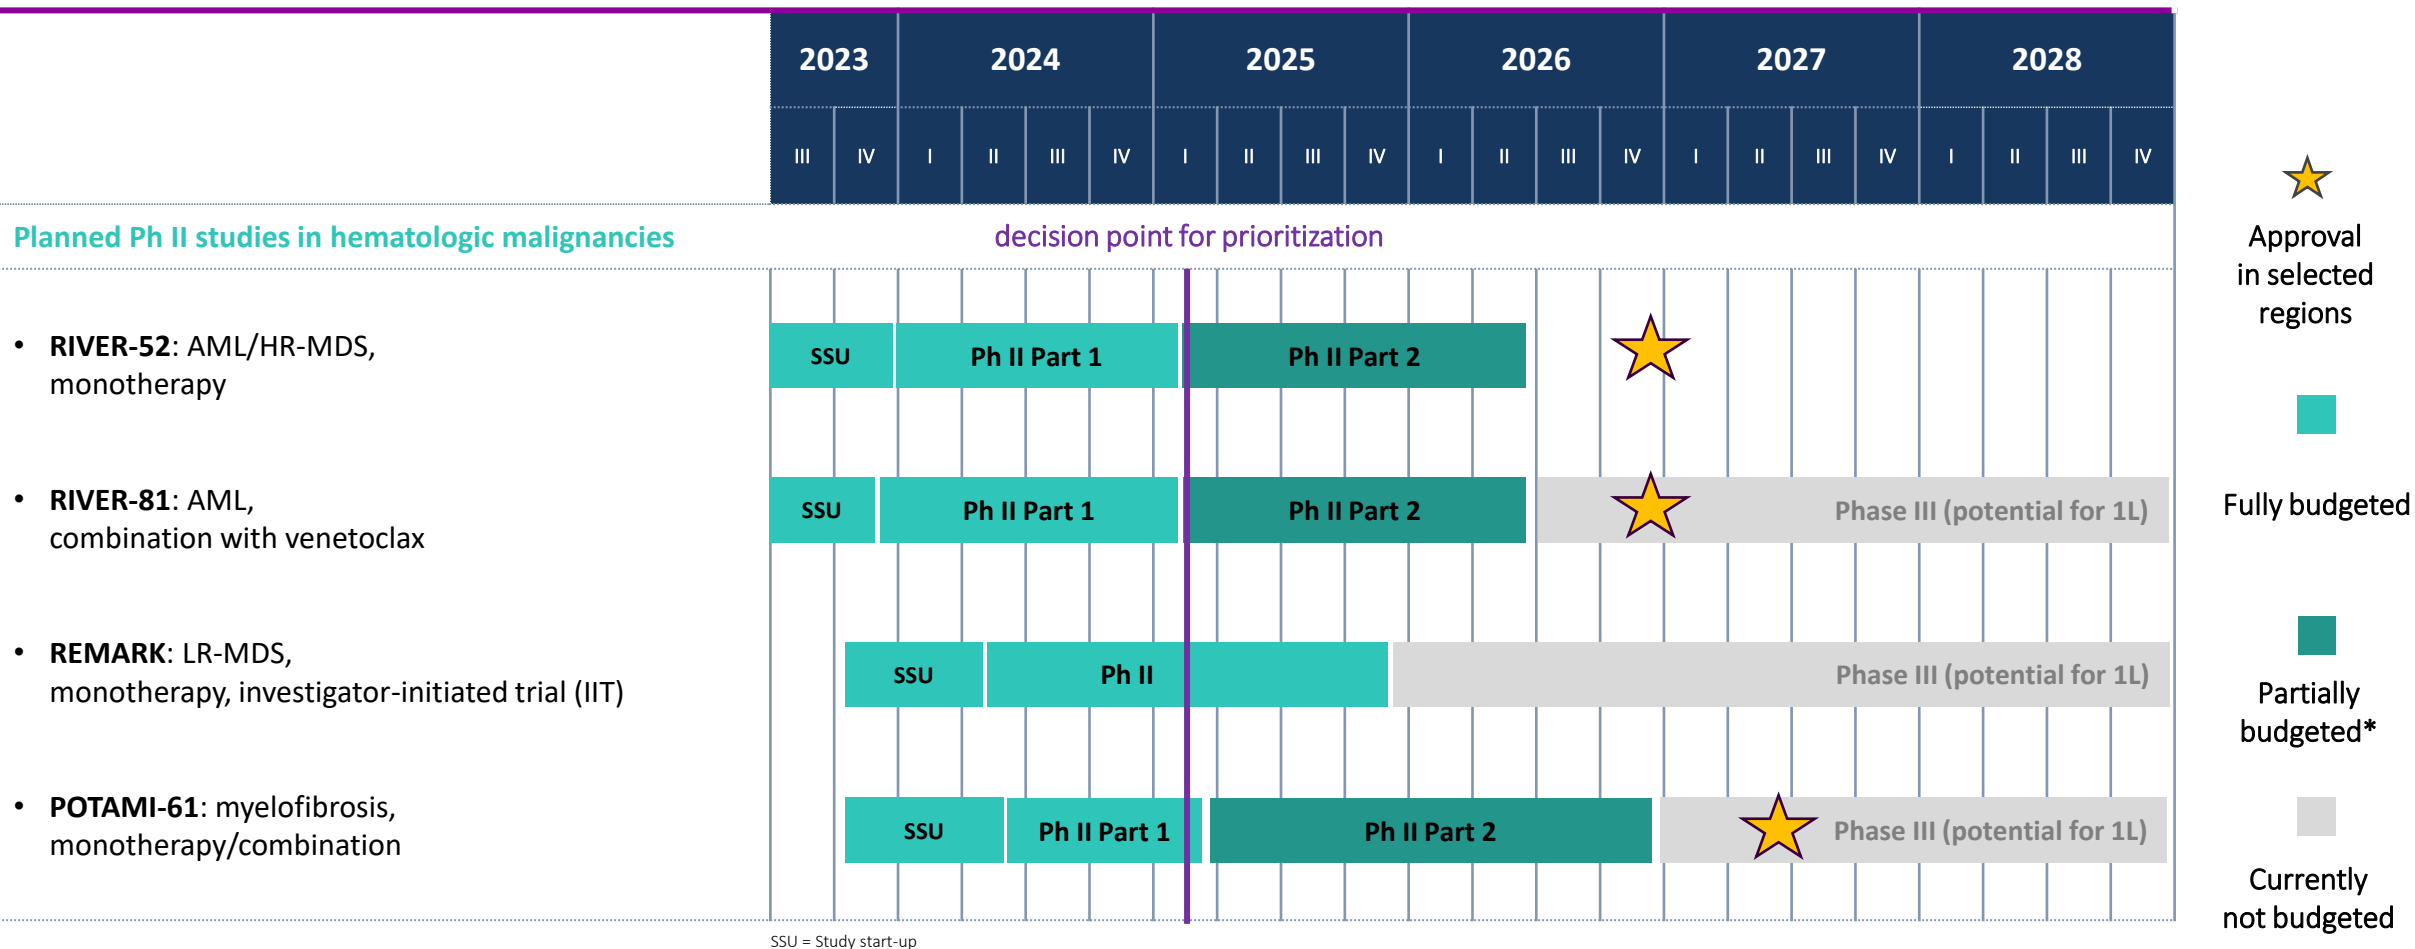 2023 2024 2025 2026 2027 2028
III IV I II III IV I II III IV I II III IV I II III IV I II III IV
Planned Ph II studies in hematologic malignancies
decision point for prioritization
• RIVER-52: AML/HR-MDS,
monotherapy
SSU Ph II Part 1 Ph II Part 2
• RIVER-81: AML,
combination with venetoclax
SSU Ph II Part 1 Ph II Part 2 Phase III (potential for 1L)
• REMARK: LR-MDS,
monotherapy, investigator-initiated trial (IIT)
SSU Ph II Phase III (potential for 1L)
• POTAMI-61: myelofibrosis,
monotherapy/combination
SSU Ph II Part 1 Ph II Part 2 Phase III (potential for 1L)
SSU = Study start-up
Approval
in selected
regions
Fully budgeted
Partially
budgeted*
Currently
not budgeted